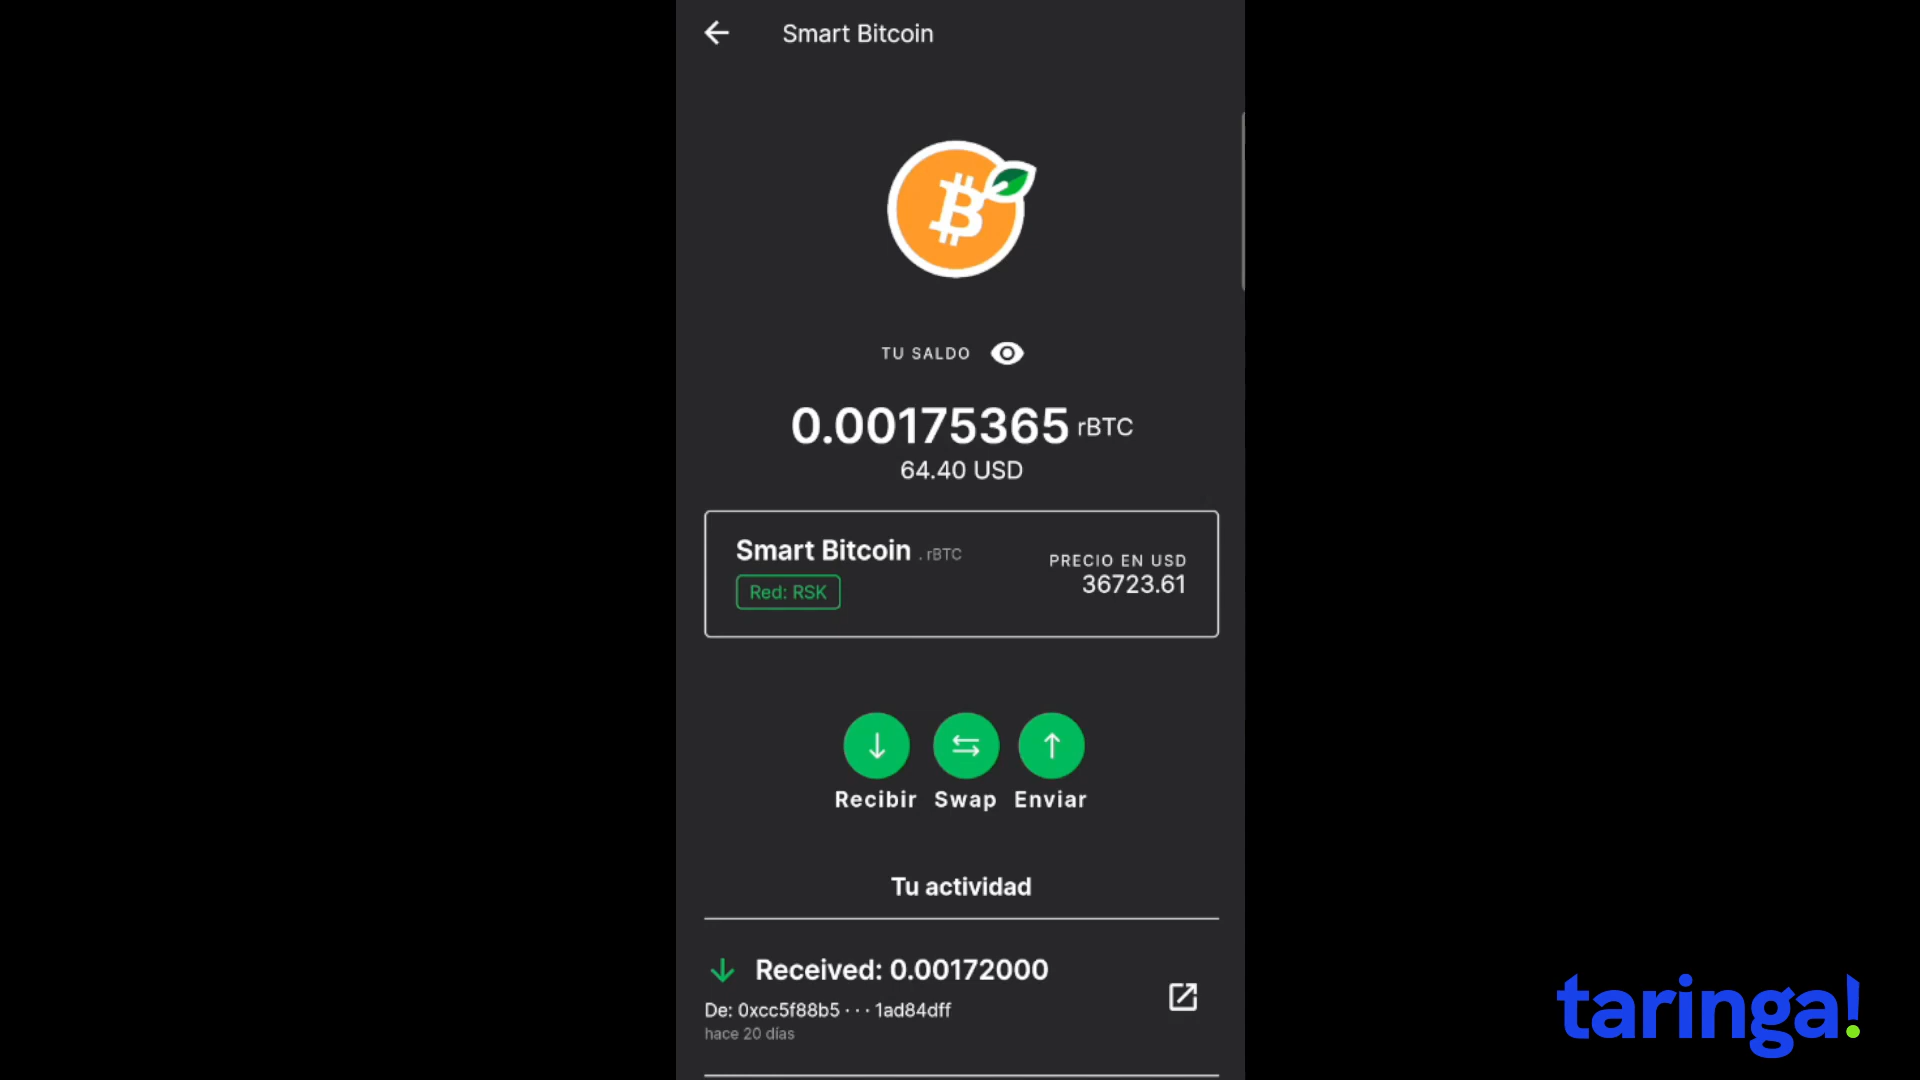 Smart Bitcoin
TU SALDO
0.00175365 rBTC
64.40 USD
Smart Bitcoin . rBTC
Red: RSK
PRECIO EN USD
36723.61
Recibir Swap Enviar
Tu actividad
Received: 0.00172000
De: 0xcc5f88b5 · · · 1ad84dff
hace 20 días
taringa!